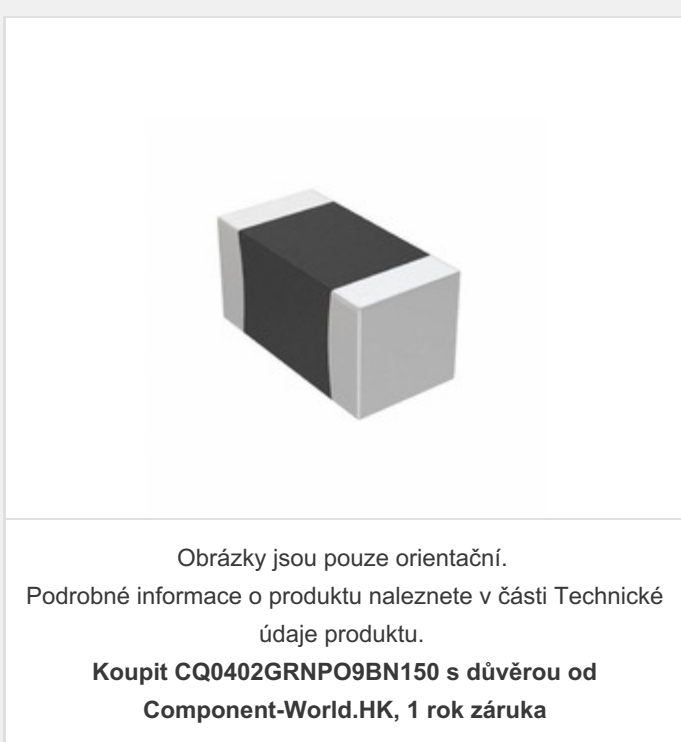 Obrázky jsou pouze orientační.
Podrobné informace o produktu naleznete v části Technické
údaje produktu.
Koupit CQ0402GRNPO9BN150 s důvěrou od
Component-World.HK, 1 rok záruka